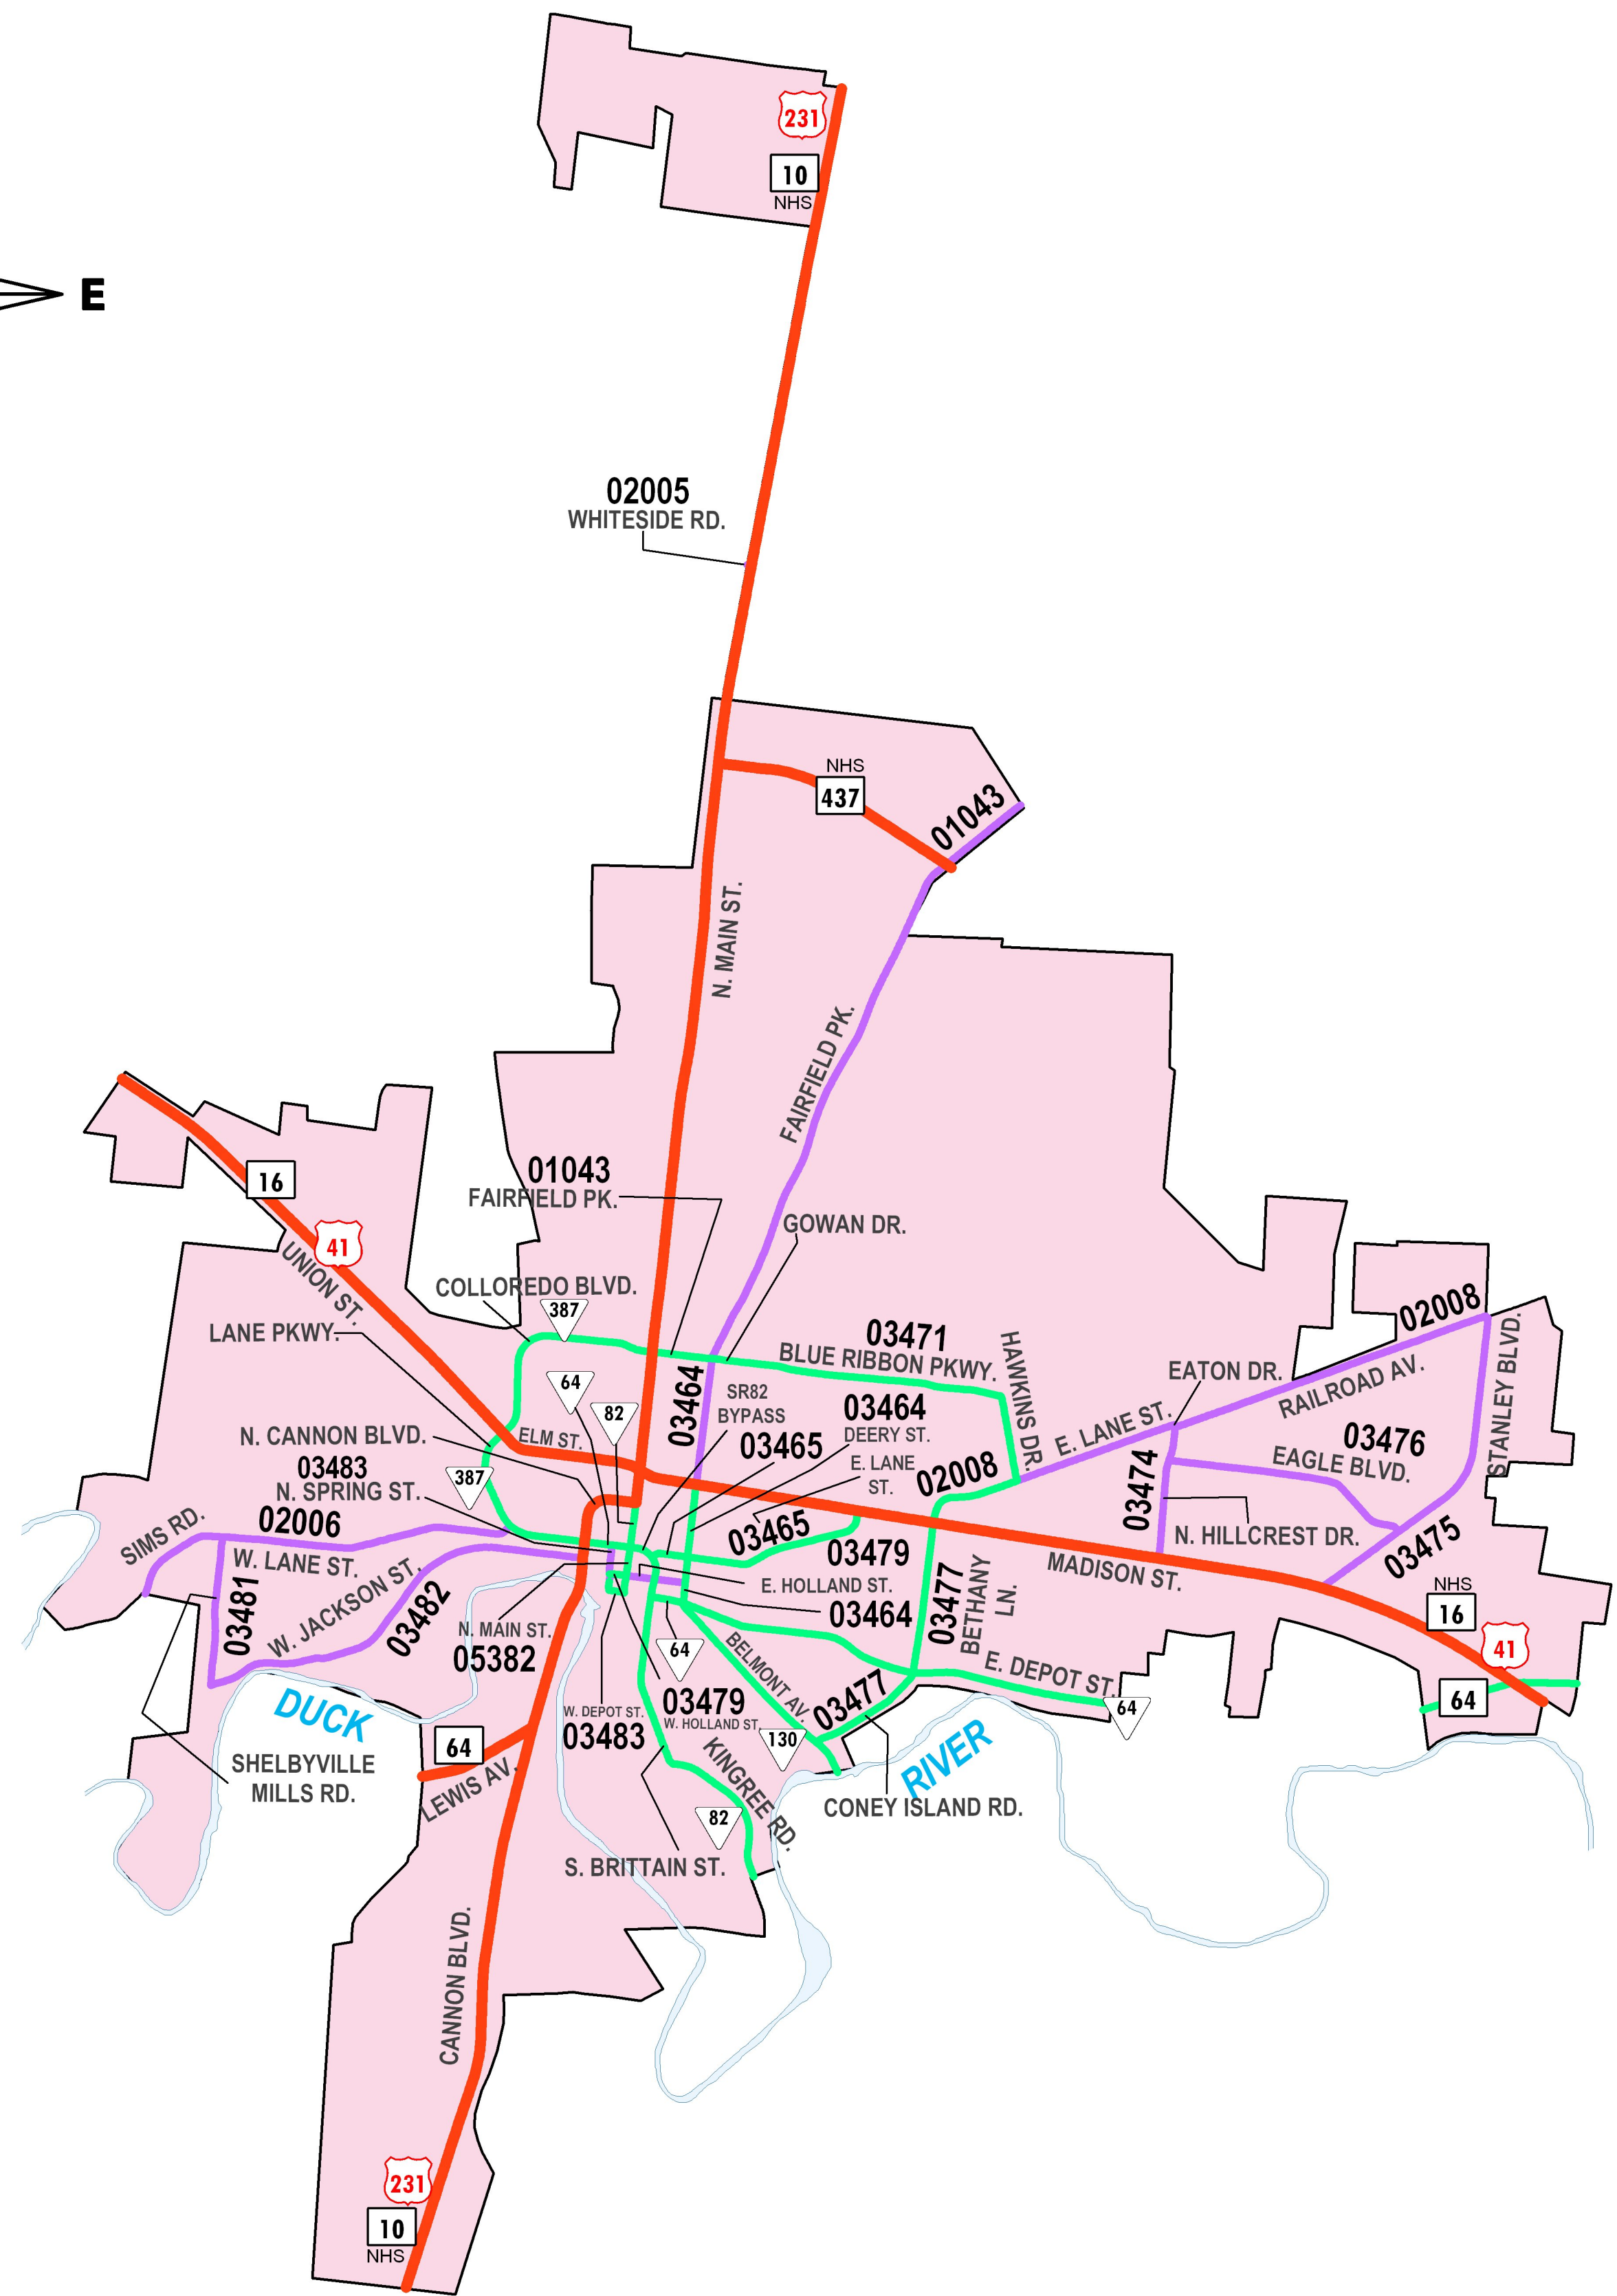 231
10
NHS
E
02005
WHITESIDE RD.
NHS
437
01043
N. MAIN ST.
FAIRFIELD PK.
16
41
UNION ST.
01043
FAIRFIELD PK.
GOWAN DR.
COLLOREDO BLVD.
387
LANE PKWY.
03471
BLUE RIBBON PKWY.
HAWKINS DR.
02008
RAILROAD AV.
STANLEY BLVD.
EATON DR.
E. LANE ST.
03476
EAGLE BLVD.
64
82
03464
SR82
BYPASS
03464
DEERY ST.
03465
E. LANE
ST.
02008
N. CANNON BLVD.
ELM ST.
03483
N. SPRING ST.
387
03474
N. HILLCREST DR.
03475
SIMS RD.
02006
W. LANE ST.
03465
03479
E. HOLLAND ST.
03464
MADISON ST.
03477
BETHANY
LN.
NHS
16
41
64
03481
W. JACKSON ST.
03482
N. MAIN ST.
05382
64
BELMONT AV.
03477
E. DEPOT ST.
64
DUCK
W. DEPOT ST.
03483
03479
W. HOLLAND ST.
130
RIVER
SHELBYVILLE
MILLS RD.
64
LEWIS AV.
KINGREE RD.
82
CONEY ISLAND RD.
S. BRITTAIN ST.
CANNON BLVD.
231
10
NHS